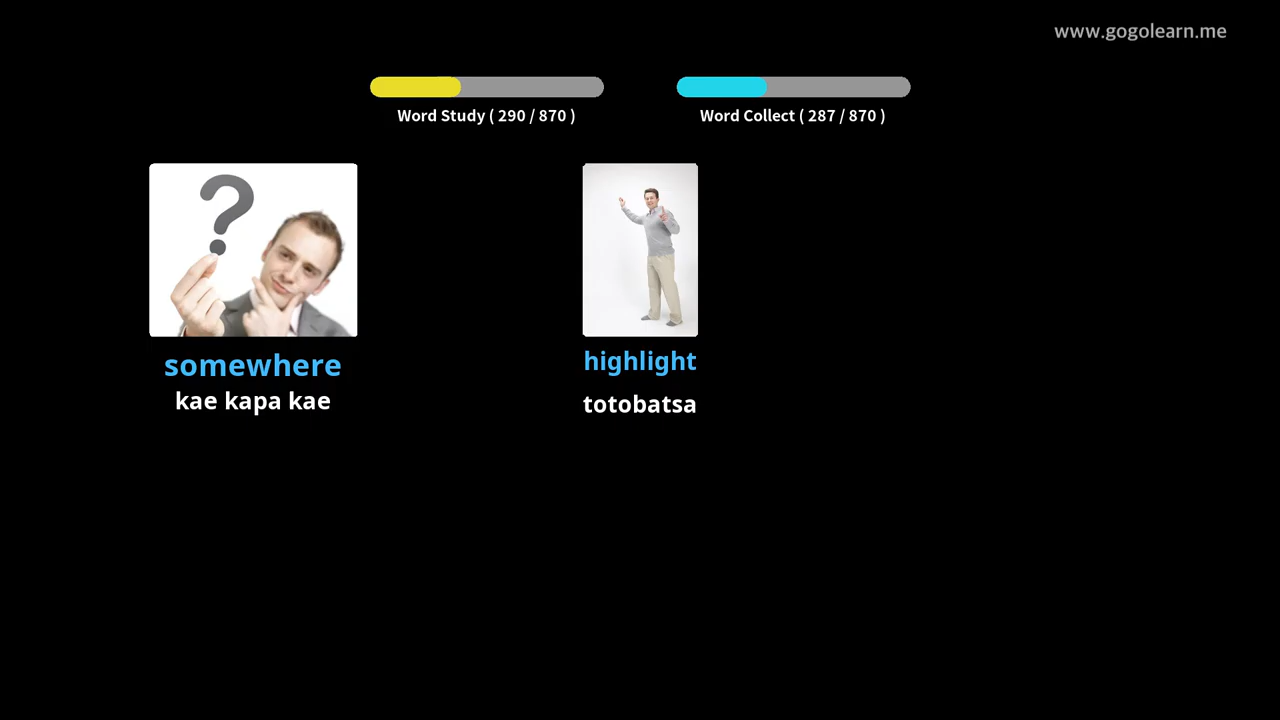 www.gogolearn.me
Word Study ( 290 / 870 )
Word Collect ( 287 / 870 )
?
somewhere
kae kapa kae
highlight
totobatsa